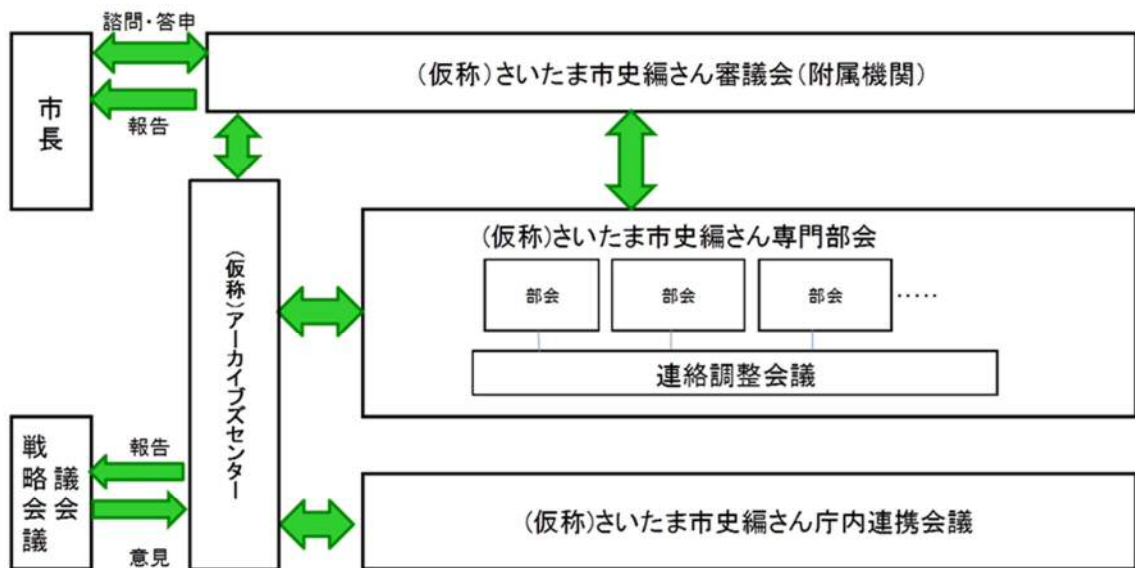 諮問・答申
(仮称)さいたま市史編さん審議会(附属機関)
市長
報告
(仮称)さいたま市史編さん専門部会
部会
部会
部会
‥‥‥
連絡調整会議
(仮称)アーカイブズセンター
戦略会議
議会
報告
意見
(仮称)さいたま市史編さん庁内連携会議